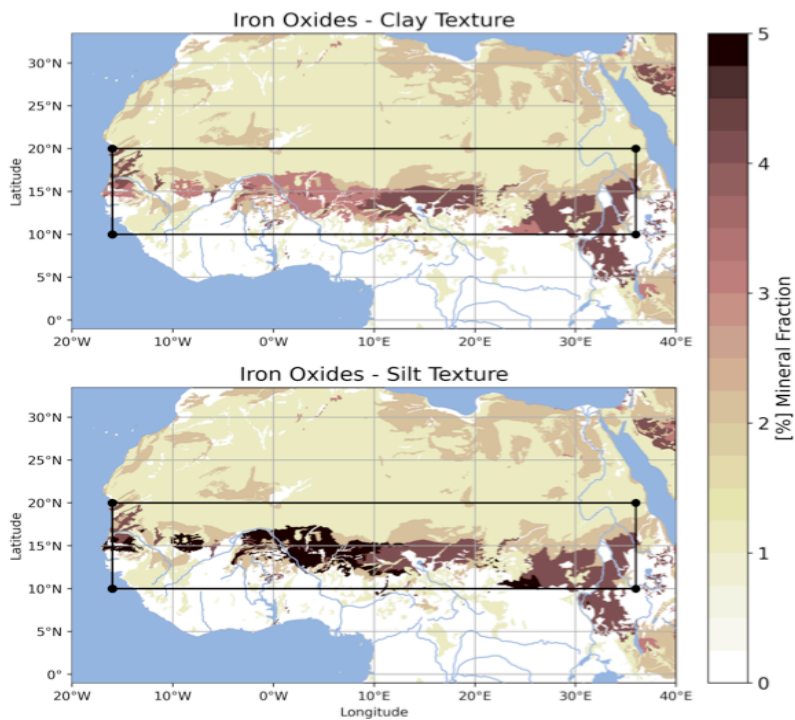 Iron Oxides - Clay Texture
30°N
25°N
20°N
15°N
10°N
5°N
0°
Latitude
20°W
10°W
0°W
10°E
20°E
30°E
40°E
Iron Oxides - Silt Texture
30°N
25°N
20°N
15°N
10°N
5°N
0°
Latitude
20°W
10°W
0°W
10°E
20°E
30°E
40°E
Longitude
5
4
3
2
1
0
[%] Mineral Fraction